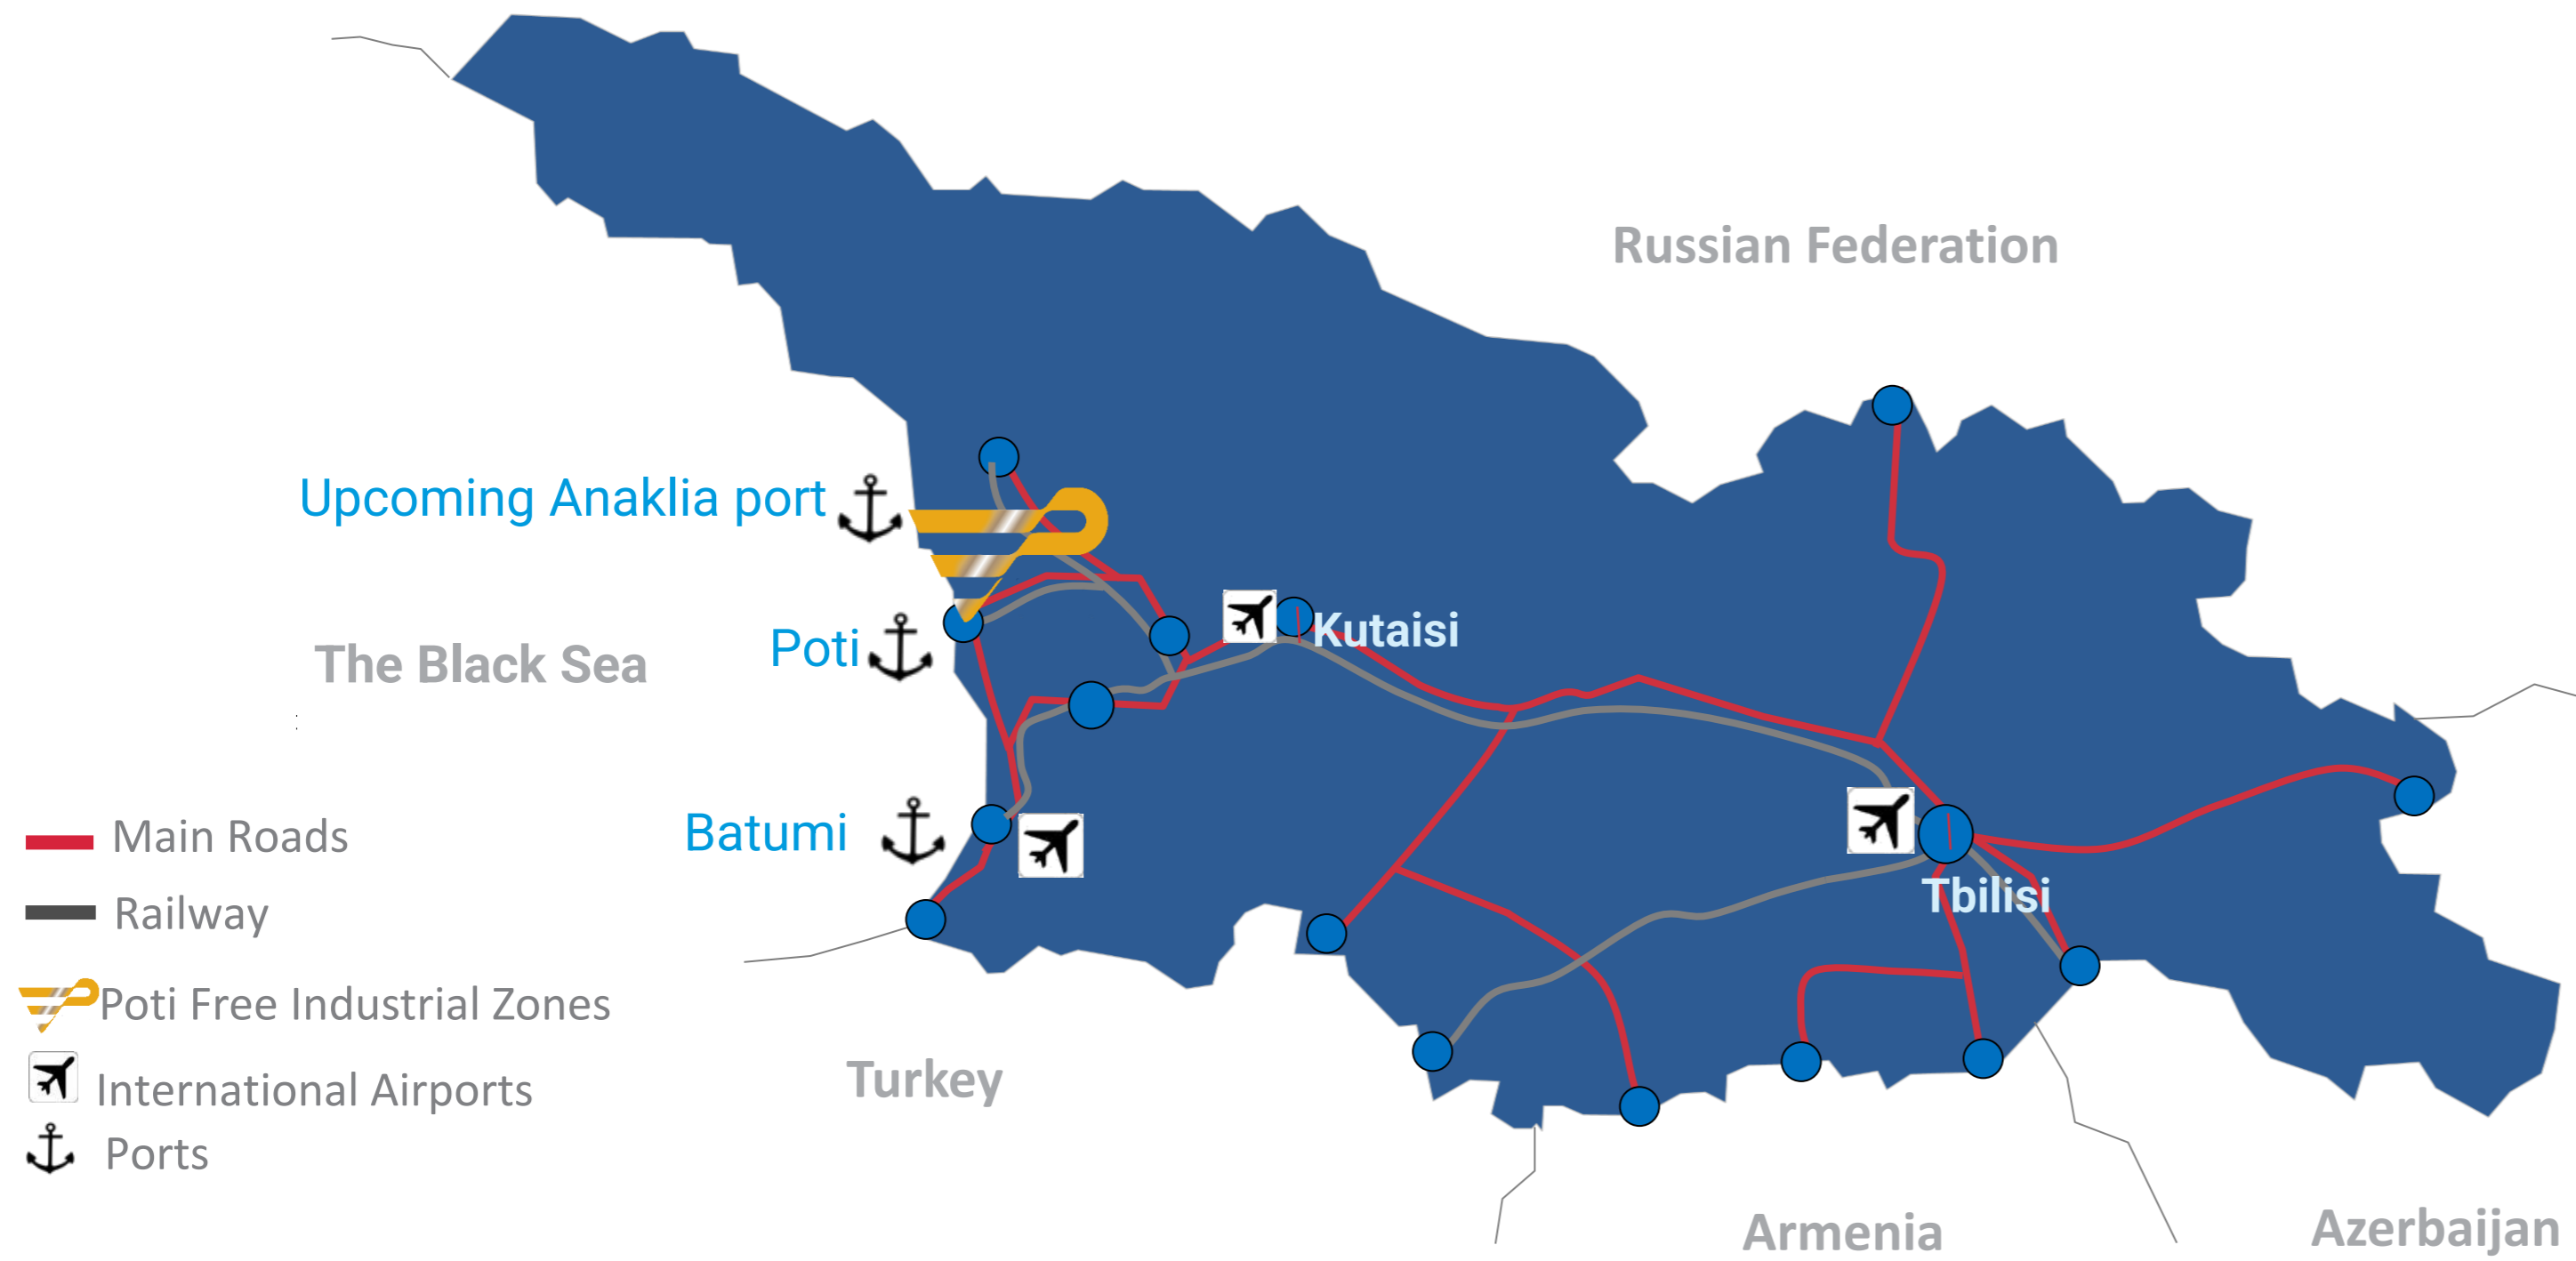 Russian Federation
Upcoming Anaklia port
Kutaisi
Poti
The Black Sea
:
Batumi
Main Roads
Tbilisi
Railway
Poti Free Industrial Zones
Turkey
International Airports
Ports
Armenia
Azerbaijan